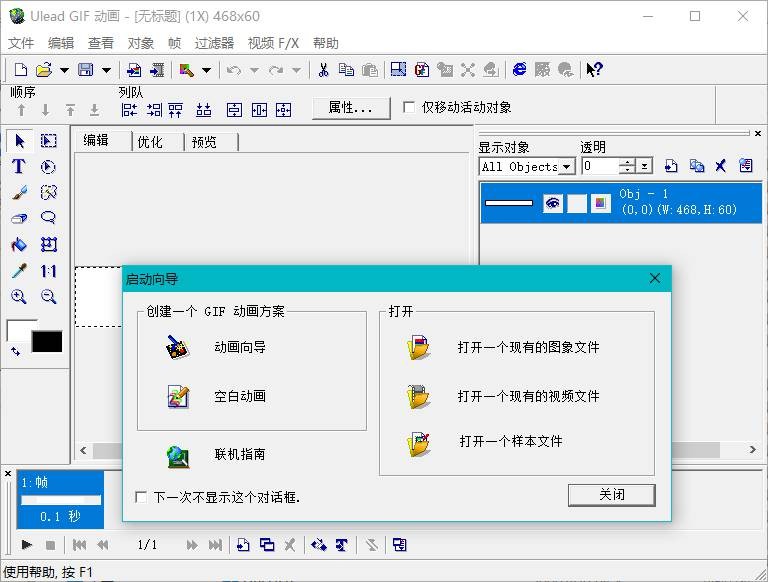 Ulead GIF 动画 - [无标题] (1X) 468x60
文件 编辑 查看 对象 帧 过滤器 视频 F/X 帮助
顺序 列队
属性... 仅移动活动对象
编辑 优化 预览
显示对象 透明
All Objects 0
Obj - 1
(0,0)(W:468,H:60)
T
1:1
启动向导
创建一个 GIF 动画方案
动画向导
空白动画
联机指南
下一次不显示这个对话框.
打开
打开一个现有的图象文件
打开一个现有的视频文件
打开一个样本文件
关闭
1:帧
0.1 秒
1/1
使用帮助, 按 F1